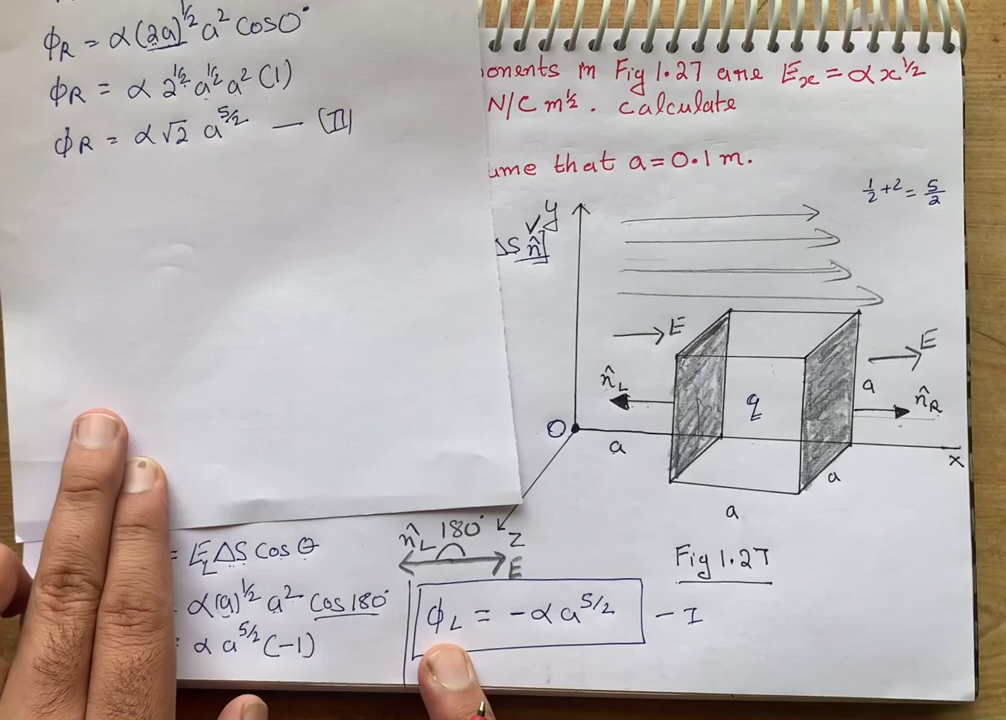 ϕR = α(2a)^1/2 a² cos0°
ϕR = α 2^1/2 a^1/2 a² (1)
ϕR = α√2 a^5/2 — (II)
onents in Fig 1.27 are Ex = αx^1/2
N/C m^1/2. calculate
ume that a = 0.1 m.
1/2 + 2 = 5/2
ΔS n̂]
y
E
E
n̂L
q
a
n̂R
O
a
x
a
a
z
Fig 1.27
= EL ΔS Cos θ
n̂L 180° E
α(a)^1/2 a² Cos 180°
= α a^5/2 (-1)
ϕL = -α a^5/2 — I